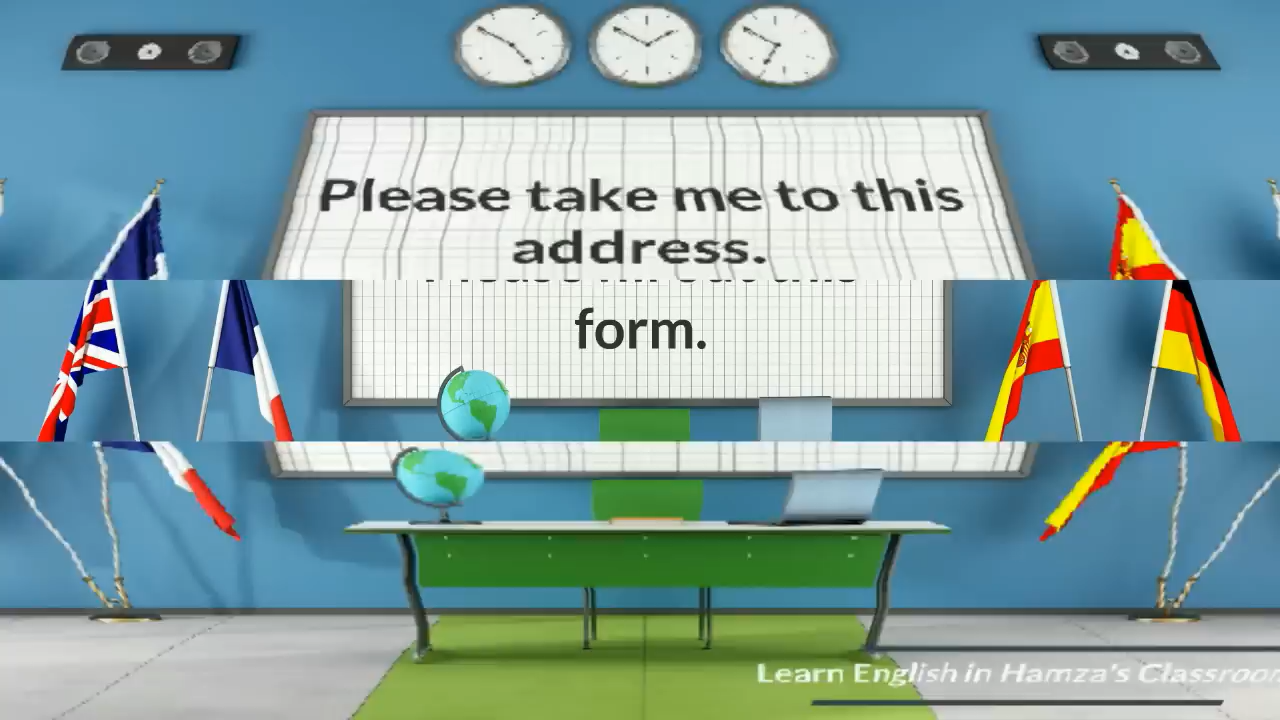 Please take me to this
address.
form.
Learn English in Hamza's Classroom